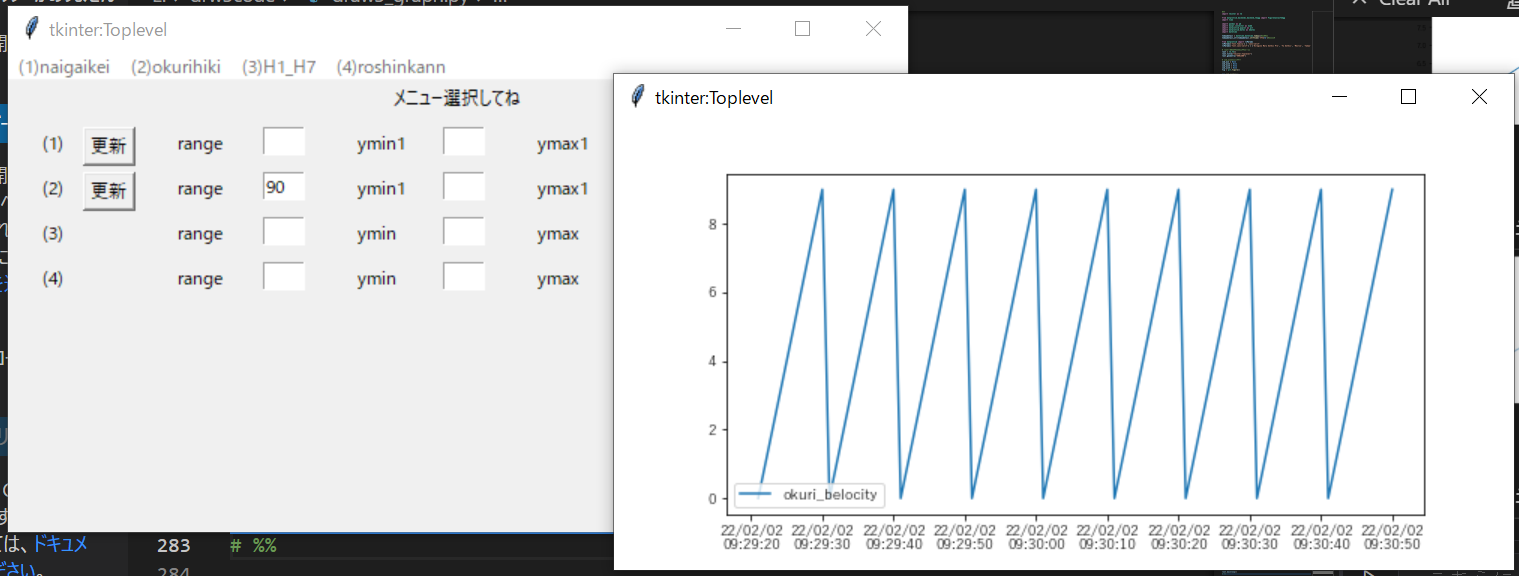 tkinter:Toplevel
(1)naigaikei (2)okurihiki (3)H1_H7 (4)roshinkann
メニュー選択してね
(1) 更新 range ymin1 ymax1
(2) 更新 range 90 ymin1 ymax1
(3) range ymin ymax
(4) range ymin ymax
tkinter:Toplevel
8
6
4
2
0
okuri_belocity
22/02/02 22/02/02 22/02/02 22/02/02 22/02/02 22/02/02 22/02/02 22/02/02 22/02/02 22/02/02
09:29:20 09:29:30 09:29:40 09:29:50 09:30:00 09:30:10 09:30:20 09:30:30 09:30:40 09:30:50
ては、ドキュメ
ださい。
283 # %%
284